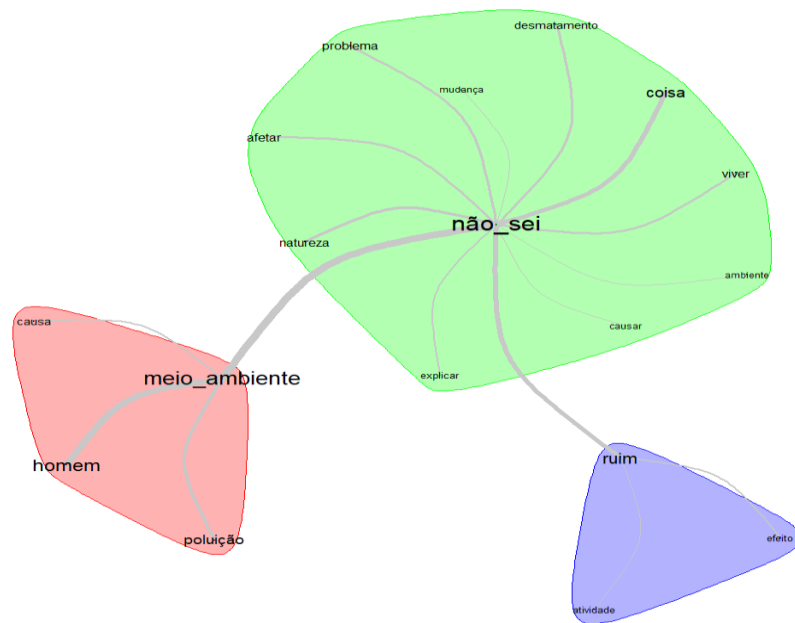 desmatamento
problema
mudança
coisa
afetar
viver
não_sei
natureza
ambiente
causa
causar
meio_ambiente
explicar
homem
ruim
poluição
efeito
atividade